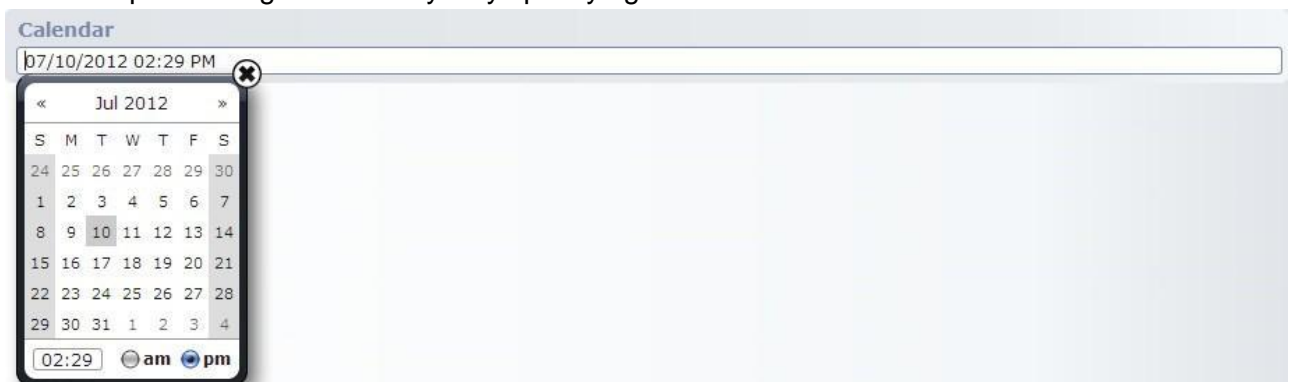 Calendar
07/10/2012 02:29 PM
« Jul 2012 »
S M T W T F S
24 25 26 27 28 29 30
1 2 3 4 5 6 7
8 9 10 11 12 13 14
15 16 17 18 19 20 21
22 23 24 25 26 27 28
29 30 31 1 2 3 4
02:29 am pm